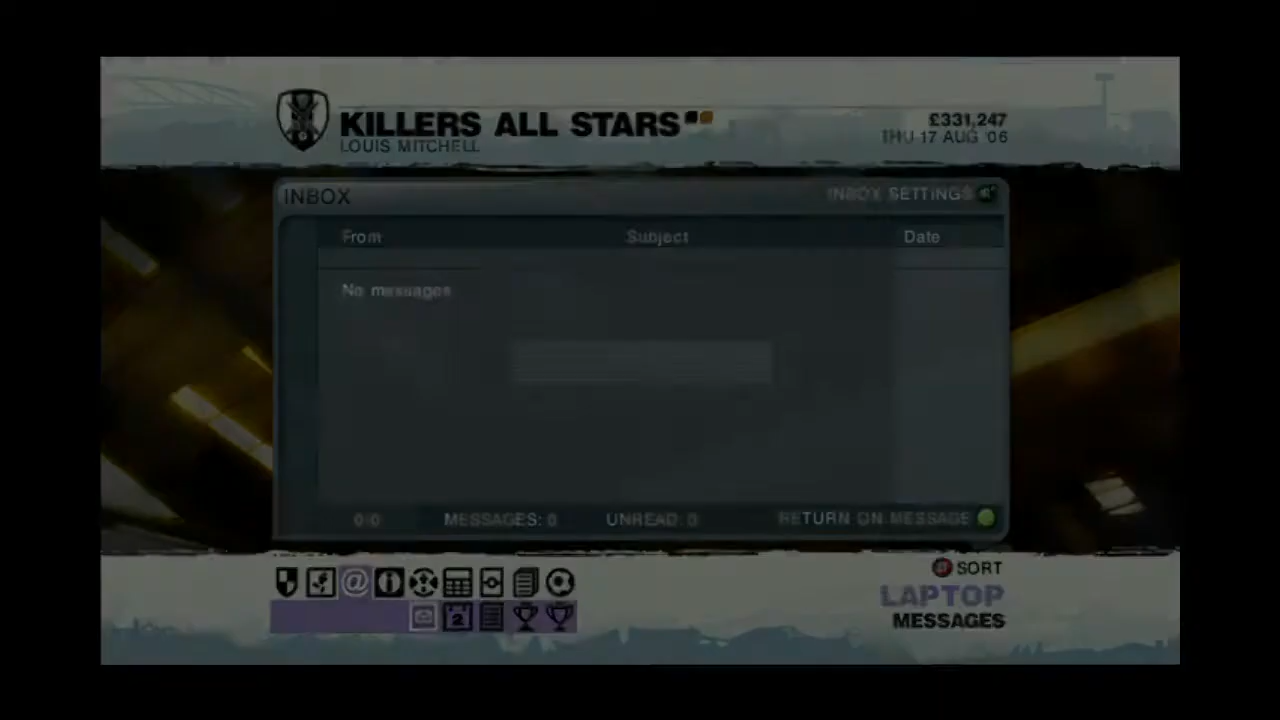 KILLERS ALL STARS
LOUIS MITCHELL
£331,247
THU 17 AUG '06
INBOX
INBOX SETTINGS
From Subject Date
No messages
0/0 MESSAGES: 0 UNREAD: 0 RETURN ON MESSAGE
SORT
LAPTOP
MESSAGES